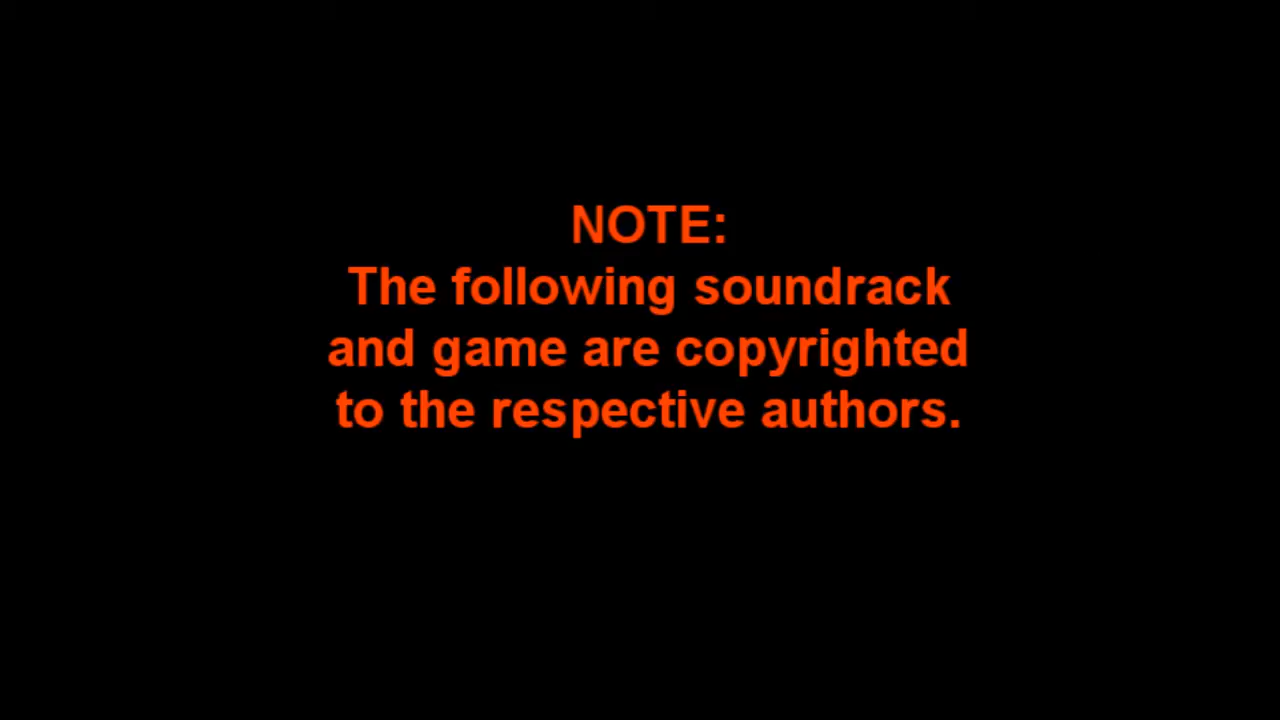 NOTE:
The following soundrack
and game are copyrighted
to the respective authors.